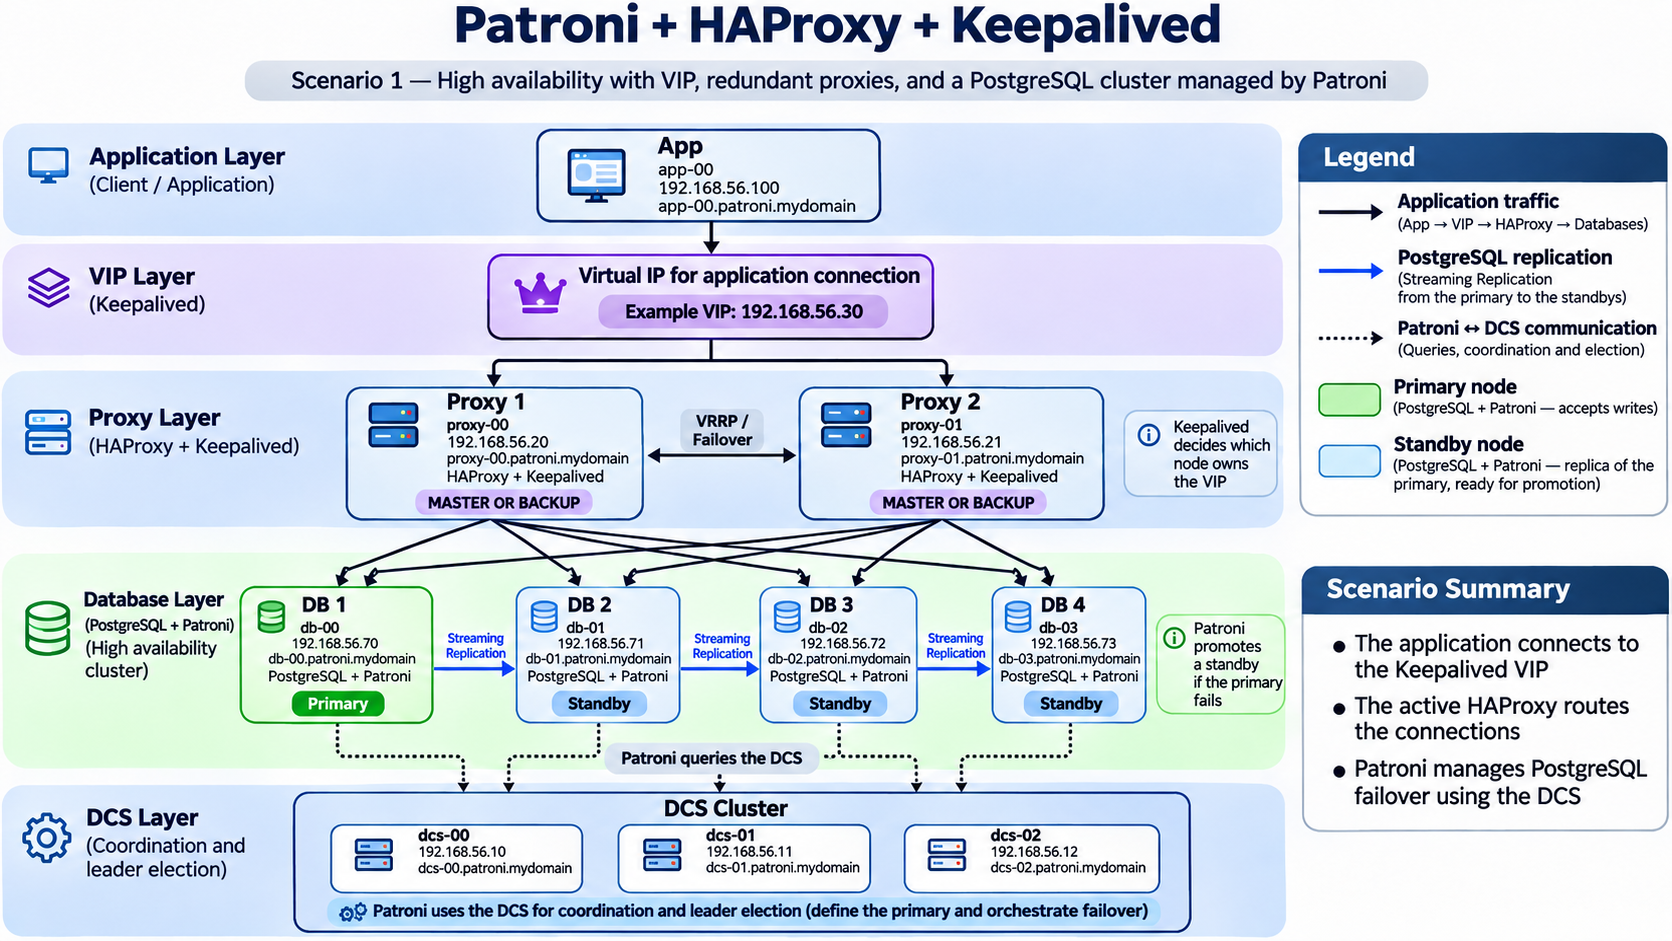 Patroni + HAProxy + Keepalived
Scenario 1 — High availability with VIP, redundant proxies, and a PostgreSQL cluster managed by Patroni
Application Layer
(Client / Application)
App
app-00
192.168.56.100
app-00.patroni.mydomain
VIP Layer
(Keepalived)
Virtual IP for application connection
Example VIP: 192.168.56.30
Proxy Layer
(HAProxy + Keepalived)
Proxy 1
proxy-00
192.168.56.20
proxy-00.patroni.mydomain
HAProxy + Keepalived
MASTER OR BACKUP
VRRP /
Failover
Proxy 2
proxy-01
192.168.56.21
proxy-01.patroni.mydomain
HAProxy + Keepalived
MASTER OR BACKUP
Keepalived
decides which
node owns
the VIP
Database Layer
(PostgreSQL + Patroni)
(High availability
cluster)
DB 1
db-00
192.168.56.70
db-00.patroni.mydomain
PostgreSQL + Patroni
Primary
Streaming
Replication
DB 2
db-01
192.168.56.71
db-01.patroni.mydomain
PostgreSQL + Patroni
Standby
Streaming
Replication
DB 3
db-02
192.168.56.72
db-02.patroni.mydomain
PostgreSQL + Patroni
Standby
Streaming
Replication
DB 4
db-03
192.168.56.73
db-03.patroni.mydomain
PostgreSQL + Patroni
Standby
Patroni
promotes
a standby
if the primary
fails
Patroni queries the DCS
DCS Layer
(Coordination and
leader election)
DCS Cluster
dcs-00
192.168.56.10
dcs-00.patroni.mydomain
dcs-01
192.168.56.11
dcs-01.patroni.mydomain
dcs-02
192.168.56.12
dcs-02.patroni.mydomain
Patroni uses the DCS for coordination and leader election (define the primary and orchestrate failover)
Legend
Application traffic
(App → VIP → HAProxy → Databases)
PostgreSQL replication
(Streaming Replication
from the primary to the standbys)
Patroni ↔ DCS communication
(Queries, coordination and election)
Primary node
(PostgreSQL + Patroni — accepts writes)
Standby node
(PostgreSQL + Patroni — replica of the
primary, ready for promotion)
Scenario Summary
● The application connects to
the Keepalived VIP
● The active HAProxy routes
the connections
● Patroni manages PostgreSQL
failover using the DCS